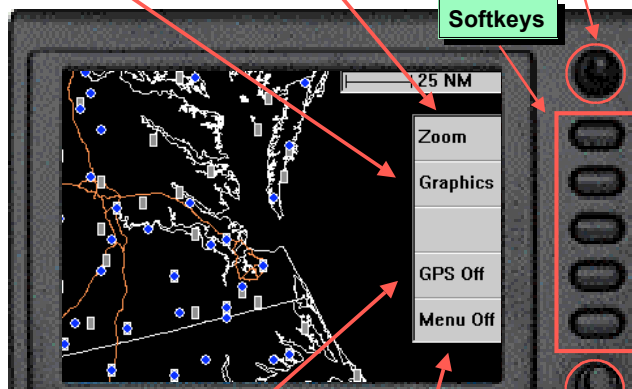 Softkeys
25 NM
Zoom
Graphics
GPS Off
Menu Off